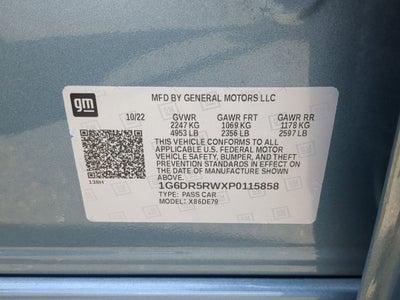 gm
MFD BY GENERAL MOTORS LLC
10/22 GVWR GAWR FRT GAWR RR
2247 KG 1069 KG 1178 KG
4953 LB 2356 LB 2597 LB
THIS VEHICLE CONFORMS TO ALL
APPLICABLE U.S. FEDERAL MOTOR
VEHICLE SAFETY, BUMPER, AND THEFT
PREVENTION STANDARDS IN EFFECT ON
THE DATE OF MANUFACTURE SHOWN ABOVE.
1G6DR5RWXP0115858
TYPE: PASS CAR
MODEL: X86DE79